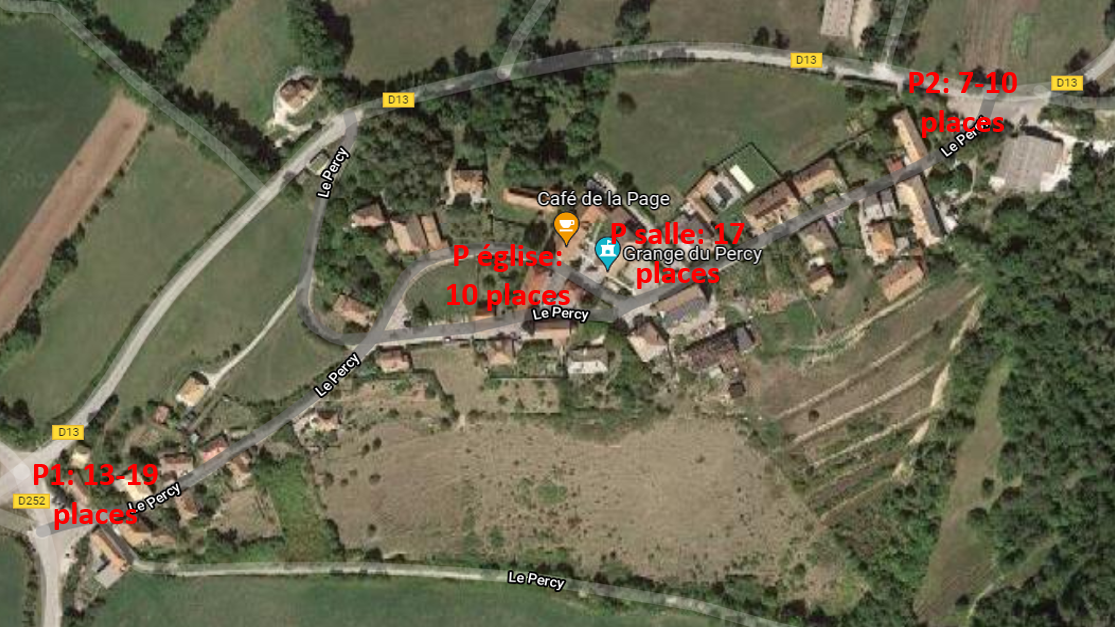 D13
P2: 7-10
places
D13
D13
Le Percy
Le Per
Café de la Page
P salle: 17
places
Grange du Percy
P église:
10 places
Le Percy
Le Percy
D13
P1: 13-19
places
D252
Le Percy
Le Percy